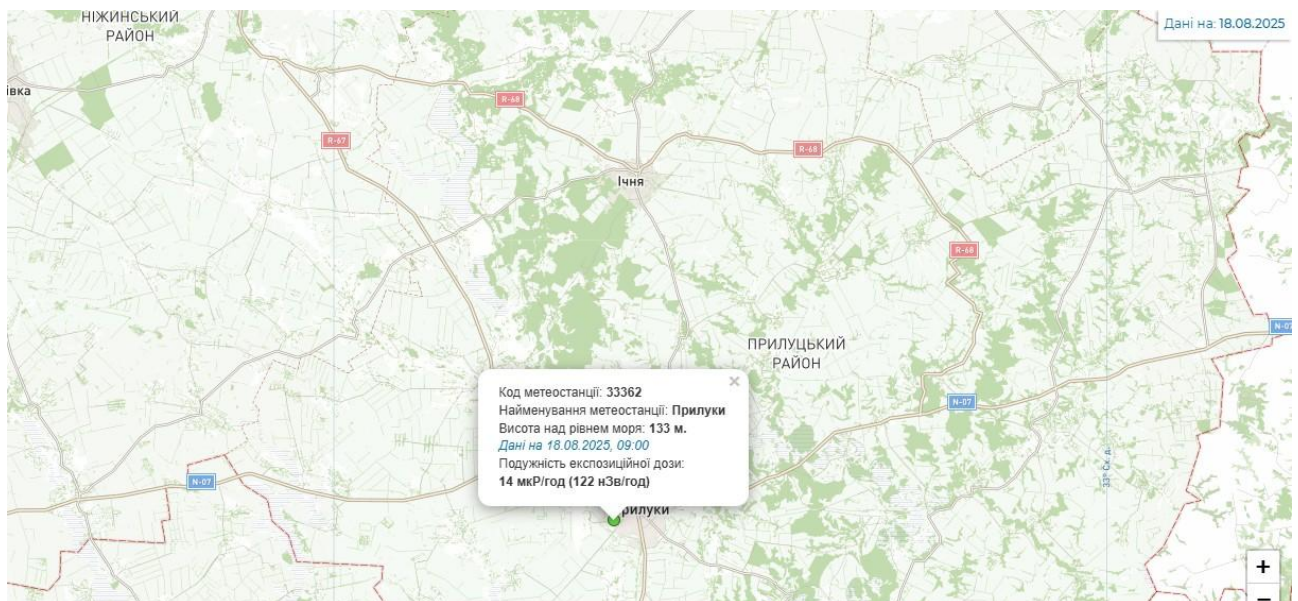 НІЖИНСЬКИЙ
РАЙОН
Дані на: 18.08.2025
івка
R-68
R-67
R-68
Ічня
R-68
N-07
ПРИЛУЦЬКИЙ
РАЙОН
×
Код метеостанції: 33362
Найменування метеостанції: Прилуки
Висота над рівнем моря: 133 м.
Дані на 18.08.2025, 09:00
Подужність експозиційної дози:
14 мкР/год (122 нЗв/год)
N-07
N-07
33° Сх. д.
рилуки
+
−